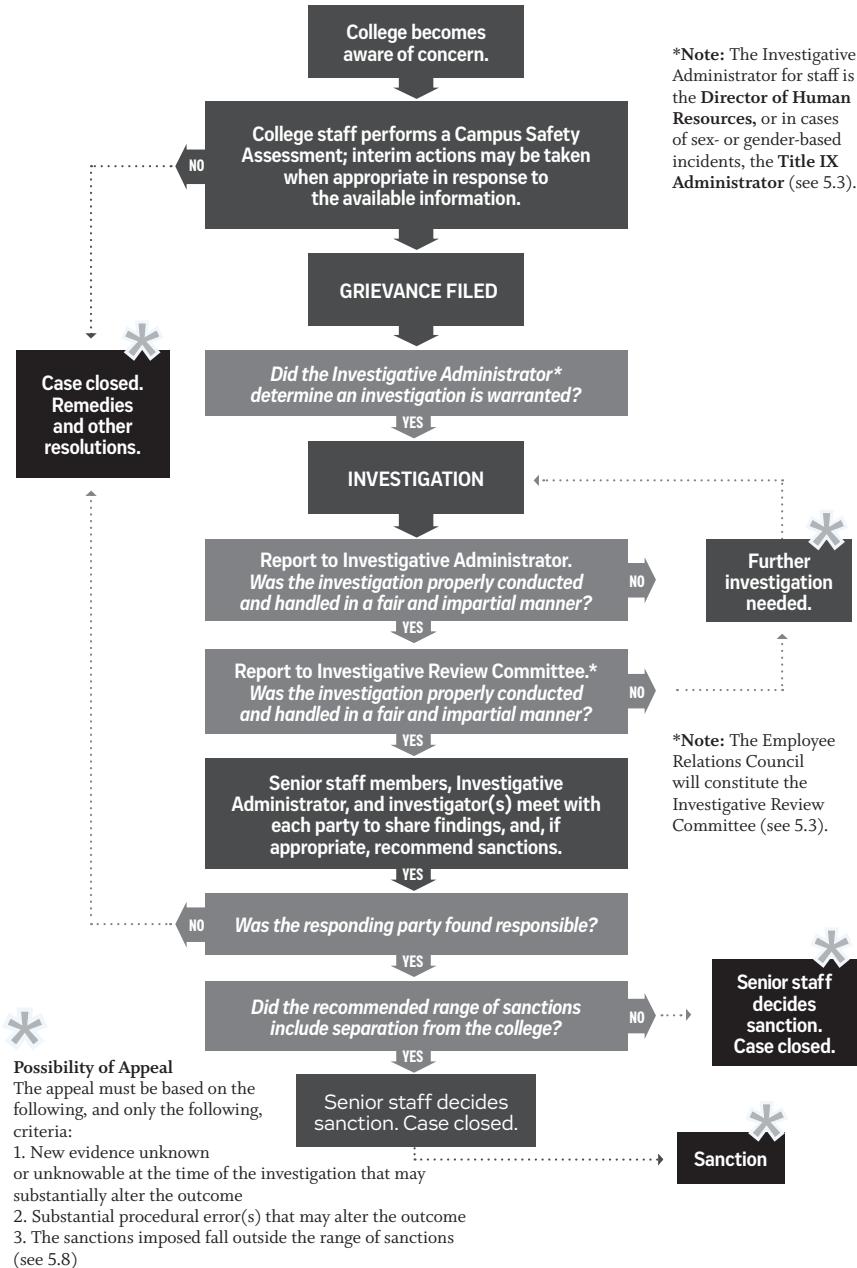 College becomes
aware of concern.
*Note: The Investigative
Administrator for staff is
the Director of Human
Resources, or in cases
of sex- or gender-based
incidents, the Title IX
Administrator (see 5.3).
College staff performs a Campus Safety
Assessment; interim actions may be taken
when appropriate in response to
the available information.
NO
GRIEVANCE FILED
*
Case closed.
Remedies
and other
resolutions.
Did the Investigative Administrator*
determine an investigation is warranted?
YES
INVESTIGATION
Report to Investigative Administrator.
Was the investigation properly conducted
and handled in a fair and impartial manner?
NO
YES
*
Further
investigation
needed.
Report to Investigative Review Committee.*
Was the investigation properly conducted
and handled in a fair and impartial manner?
NO
YES
*Note: The Employee
Relations Council
will constitute the
Investigative Review
Committee (see 5.3).
Senior staff members, Investigative
Administrator, and investigator(s) meet with
each party to share findings, and, if
appropriate, recommend sanctions.
YES
NO
Was the responding party found responsible?
YES
Did the recommended range of sanctions
include separation from the college?
NO
YES
*
Senior staff
decides
sanction.
Case closed.
Senior staff decides
sanction. Case closed.
*
Sanction
*
Possibility of Appeal
The appeal must be based on the
following, and only the following,
criteria:
1. New evidence unknown
or unknowable at the time of the investigation that may
substantially alter the outcome
2. Substantial procedural error(s) that may alter the outcome
3. The sanctions imposed fall outside the range of sanctions
(see 5.8)